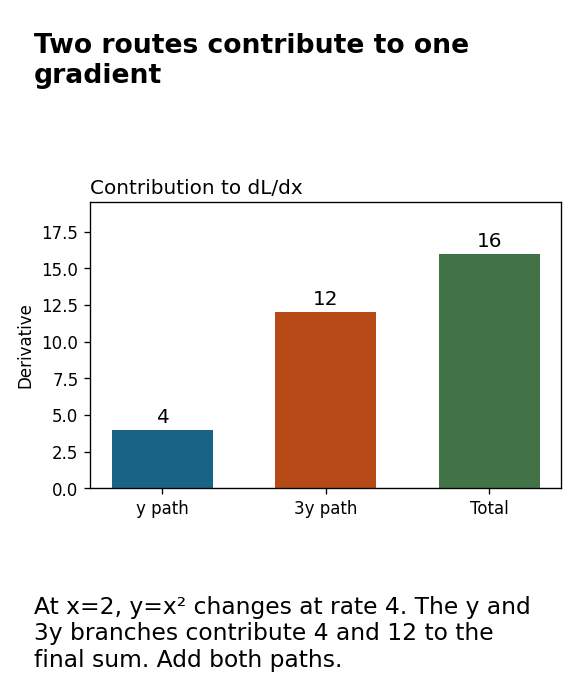 Two routes contribute to one
gradient
Contribution to dL/dx
17.5
15.0
12.5
10.0
7.5
5.0
2.5
0.0
Derivative
4
12
16
y path
3y path
Total
At x=2, y=x² changes at rate 4. The y and
3y branches contribute 4 and 12 to the
final sum. Add both paths.